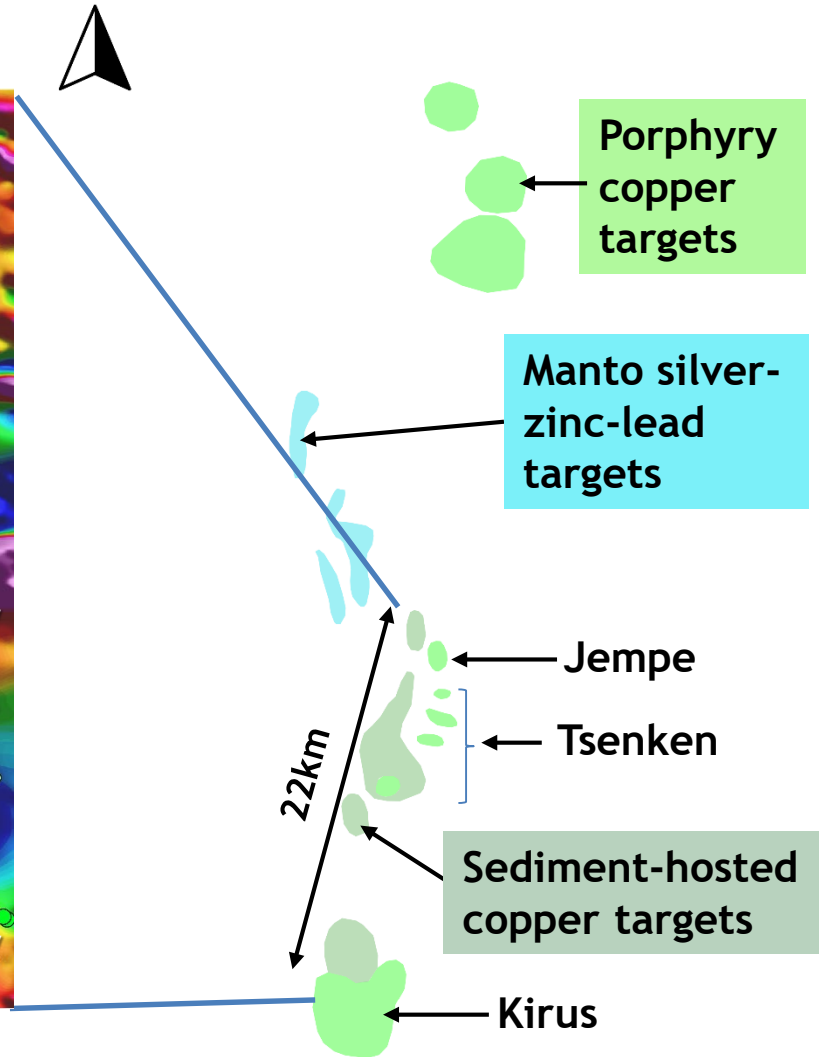 Porphyry
copper
targets
Manto silver-
zinc-lead
targets
Jempe
Tsenken
22km
Sediment-hosted
copper targets
Kirus